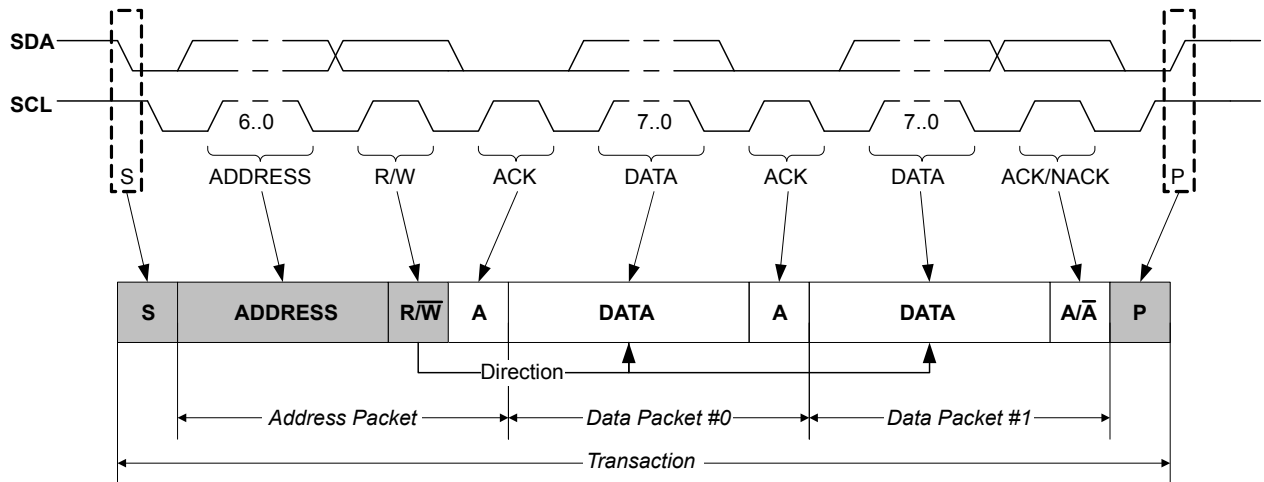 SDA
SCL
6..0
7..0
7..0
S
ADDRESS
R/W
ACK
DATA
ACK
DATA
ACK/NACK
P
S
ADDRESS
R/W̅
A
DATA
A
DATA
A/A̅
P
Direction
Address Packet
Data Packet #0
Data Packet #1
Transaction